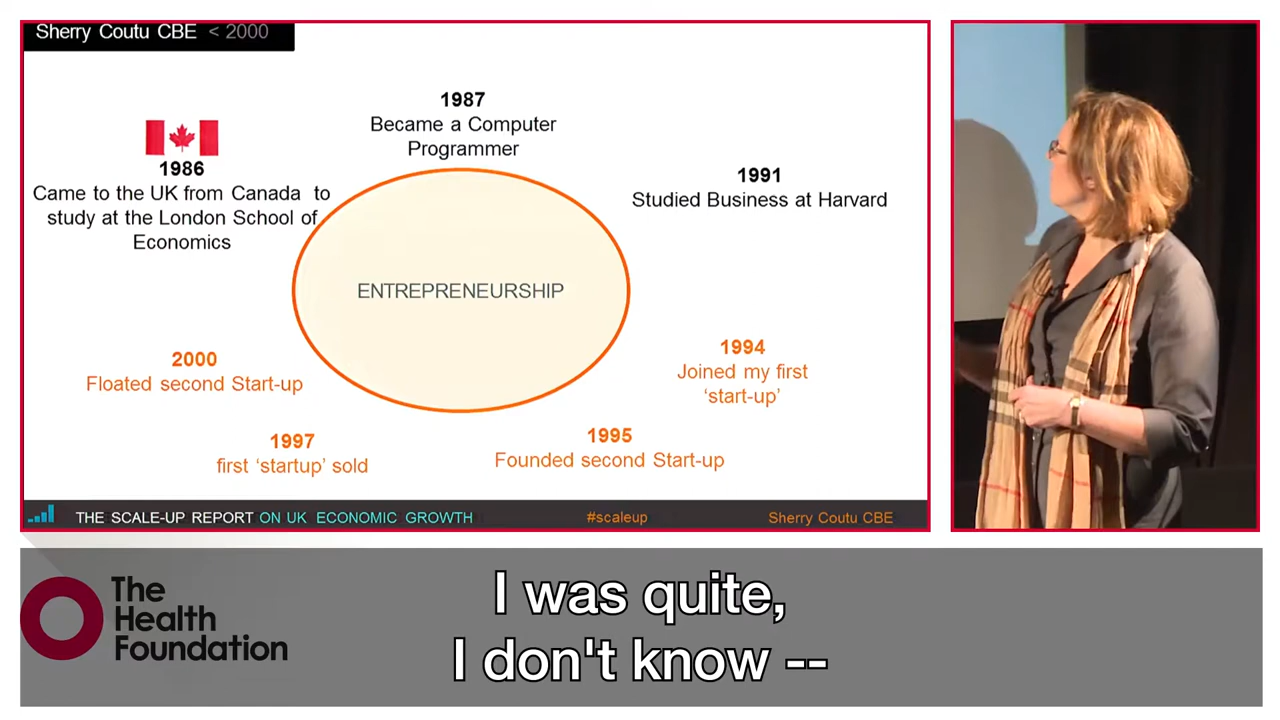 Sherry Coutu CBE < 2000
1987
Became a Computer
Programmer
1986
Came to the UK from Canada to
study at the London School of
Economics
1991
Studied Business at Harvard
ENTREPRENEURSHIP
2000
Floated second Start-up
1994
Joined my first
‘start-up’
1997
first ‘startup’ sold
1995
Founded second Start-up
THE SCALE-UP REPORT ON UK ECONOMIC GROWTH #scaleup Sherry Coutu CBE
The
Health
Foundation
I was quite,
I don't know --